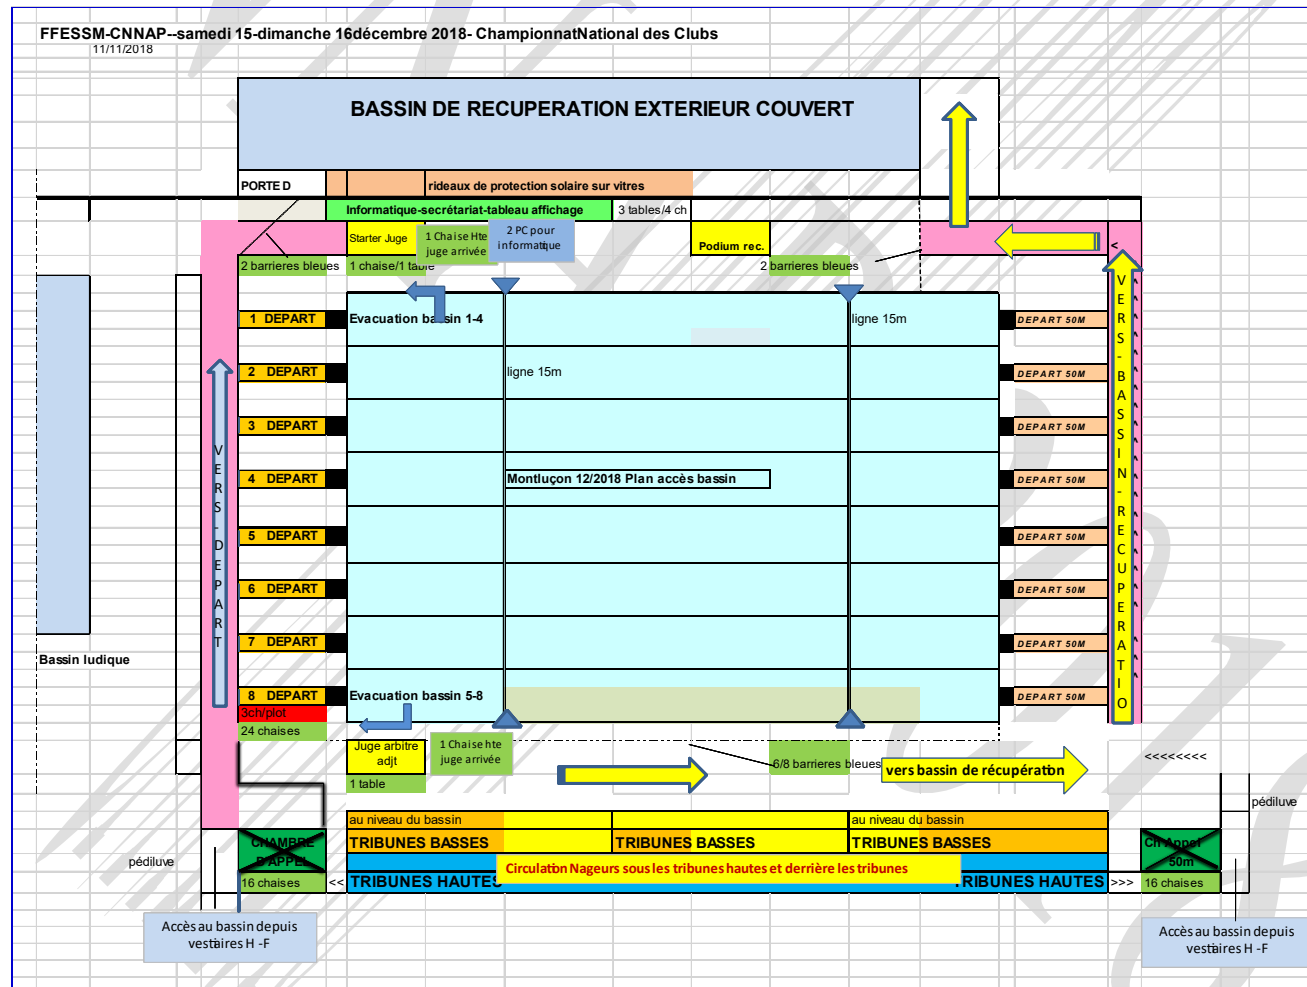 FFESSM-CNNAP--samedi 15-dimanche 16décembre 2018- ChampionnatNational des Clubs
11/11/2018
BASSIN DE RECUPERATION EXTERIEUR COUVERT
PORTE D
rideaux de protection solaire sur vitres
Informatique-secrétariat-tableau affichage
3 tables/4 ch
Starter Juge
1 Chaise Hte
juge arrivée
2 PC pour
informatique
Podium rec.
<
2 barrieres bleues
1 chaise/1 table
2 barrieres bleues
1 DEPART
Evacuation bassin 1-4
ligne 15m
DEPART 50M
2 DEPART
ligne 15m
DEPART 50M
3 DEPART
DEPART 50M
4 DEPART
Montluçon 12/2018 Plan accès bassin
DEPART 50M
5 DEPART
DEPART 50M
6 DEPART
DEPART 50M
7 DEPART
DEPART 50M
8 DEPART
Evacuation bassin 5-8
DEPART 50M
VERS-DEPART
VERS-BASSIN-RECUPERATIO
Bassin ludique
3ch/plot
24 chaises
Juge arbitre
adjt
1 Chaise hte
juge arrivée
6/8 barrieres bleues
vers bassin de récupération
<<<<<<<<
1 table
pédiluve
au niveau du bassin
au niveau du bassin
CHAMBRE
D'APPEL
TRIBUNES BASSES
TRIBUNES BASSES
TRIBUNES BASSES
Ch Appel
50m
pédiluve
Circulation Nageurs sous les tribunes hautes et derrière les tribunes
16 chaises
<<
TRIBUNES HAUTES
TRIBUNES HAUTES
>>>
16 chaises
Accès au bassin depuis
vestiaires H -F
Accès au bassin depuis
vestiaires H -F